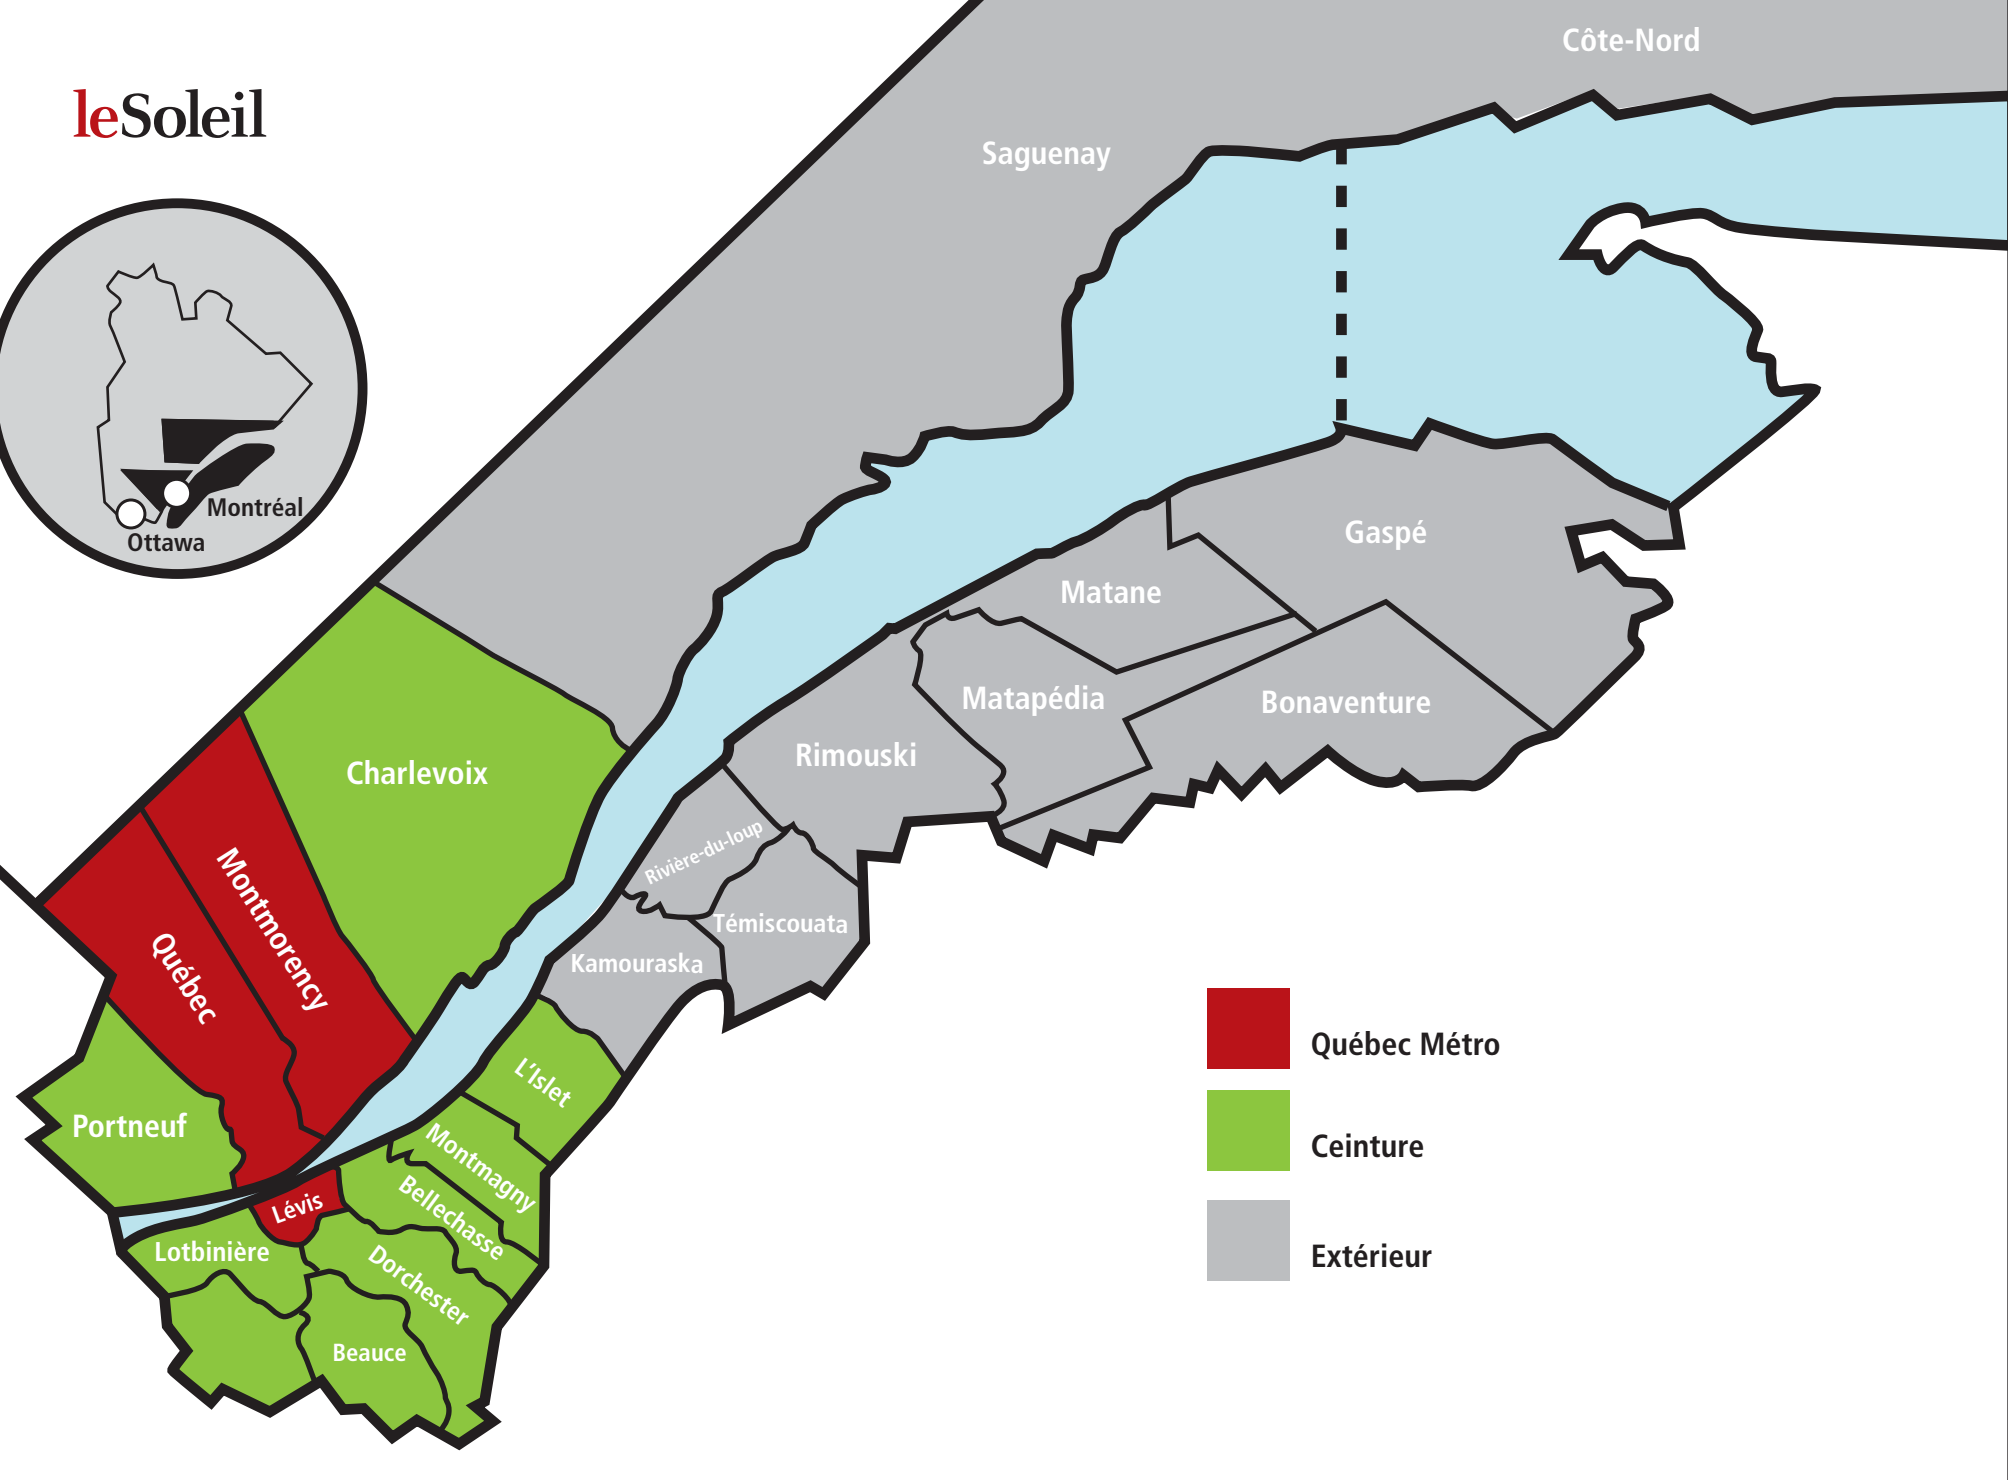 Côte-Nord
leSoleil
Saguenay
Montréal
Ottawa
Gaspé
Matane
Matapédia
Bonaventure
Rimouski
Charlevoix
Rivière-du-loup
Montmorency
Témiscouata
Québec
Kamouraska
Québec Métro
L'Islet
Portneuf
Ceinture
Montmagny
Lévis
Bellechasse
Lotbinière
Extérieur
Dorchester
Beauce